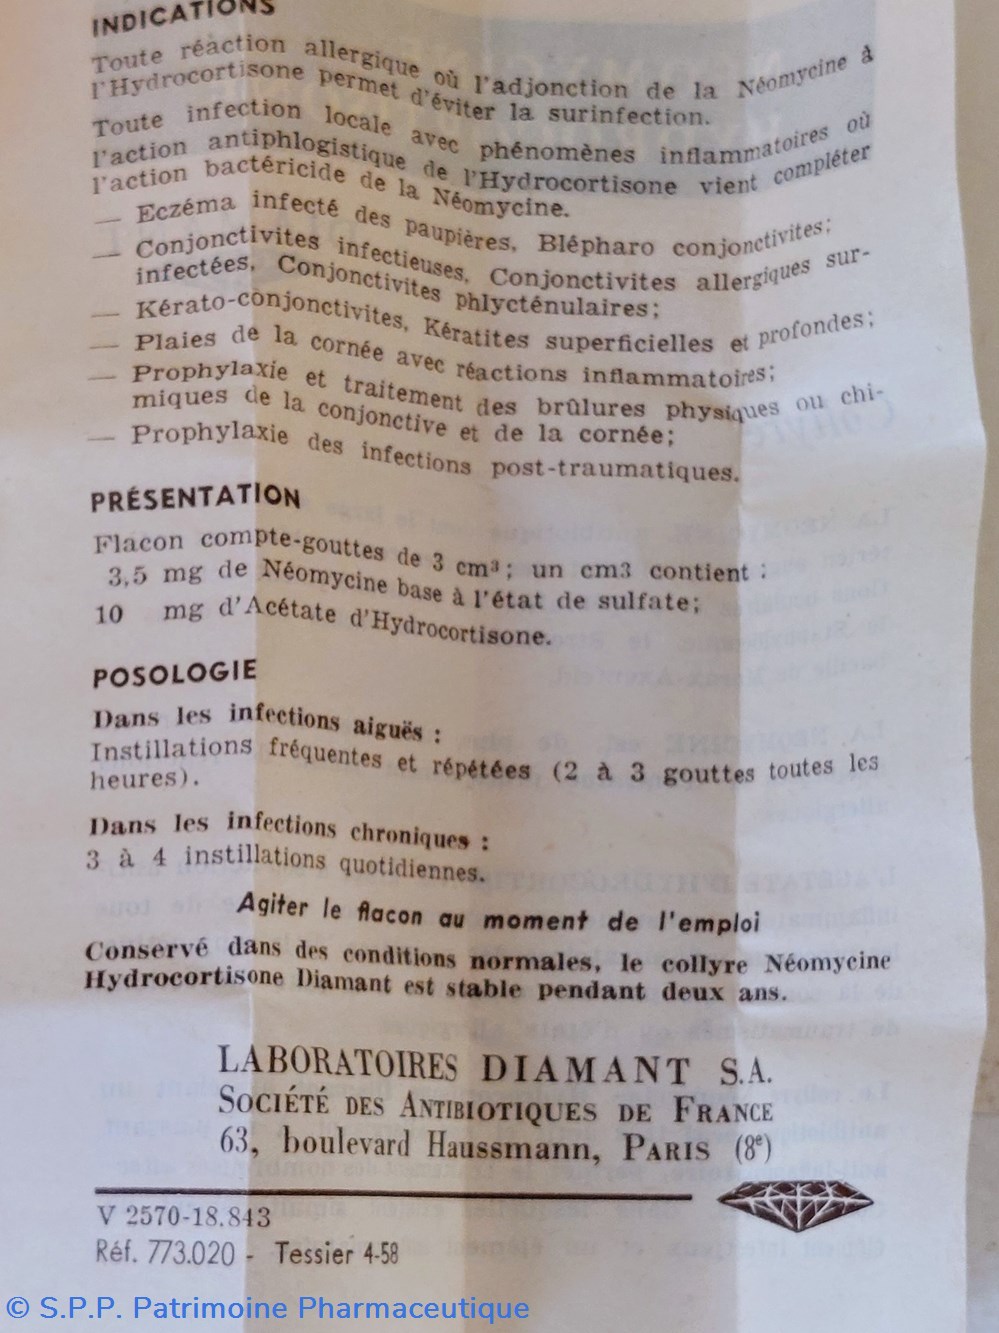 INDICATIONS
Toute réaction allergique où l'adjonction de la Néomycine à
l'Hydrocortisone permet d'éviter la surinfection.
Toute infection locale avec phénomènes inflammatoires où
l'action antiphlogistique de l'Hydrocortisone vient compléter
l'action bactéricide de la Néomycine.
— Eczéma infecté des paupières, Blépharo conjonctivites;
— Conjonctivites infectieuses, Conjonctivites allergiques sur-
infectées, Conjonctivites phlycténulaires;
— Kérato-conjonctivites, Kératites superficielles et profondes;
— Plaies de la cornée avec réactions inflammatoires;
— Prophylaxie et traitement des brûlures physiques ou chi-
miques de la conjonctive et de la cornée;
— Prophylaxie des infections post-traumatiques.
PRÉSENTATION
Flacon compte-gouttes de 3 cm³; un cm3 contient :
3,5 mg de Néomycine base à l'état de sulfate;
10 mg d'Acétate d'Hydrocortisone.
POSOLOGIE
Dans les infections aiguës :
Instillations fréquentes et répétées (2 à 3 gouttes toutes les
heures).
Dans les infections chroniques :
3 à 4 instillations quotidiennes.
Agiter le flacon au moment de l'emploi
Conservé dans des conditions normales, le collyre Néomycine
Hydrocortisone Diamant est stable pendant deux ans.
LABORATOIRES DIAMANT S.A.
SOCIÉTÉ DES ANTIBIOTIQUES DE FRANCE
63, boulevard Haussmann, PARIS (8e)
V 2570-18.843
Réf. 773.020 - Tessier 4-58
© S.P.P. Patrimoine Pharmaceutique